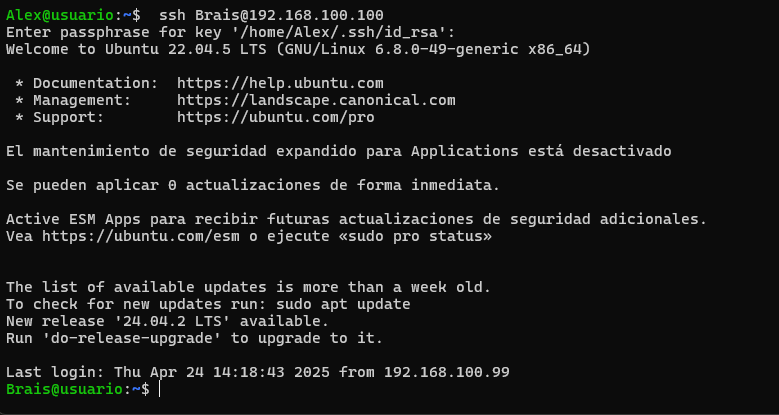 Alex@usuario:~$  ssh Brais@192.168.100.100
Enter passphrase for key '/home/Alex/.ssh/id_rsa':
Welcome to Ubuntu 22.04.5 LTS (GNU/Linux 6.8.0-49-generic x86_64)

 * Documentation:  https://help.ubuntu.com
 * Management:     https://landscape.canonical.com
 * Support:        https://ubuntu.com/pro

El mantenimiento de seguridad expandido para Applications está desactivado

Se pueden aplicar 0 actualizaciones de forma inmediata.

Active ESM Apps para recibir futuras actualizaciones de seguridad adicionales.
Vea https://ubuntu.com/esm o ejecute «sudo pro status»


The list of available updates is more than a week old.
To check for new updates run: sudo apt update
New release '24.04.2 LTS' available.
Run 'do-release-upgrade' to upgrade to it.

Last login: Thu Apr 24 14:18:43 2025 from 192.168.100.99
Brais@usuario:~$